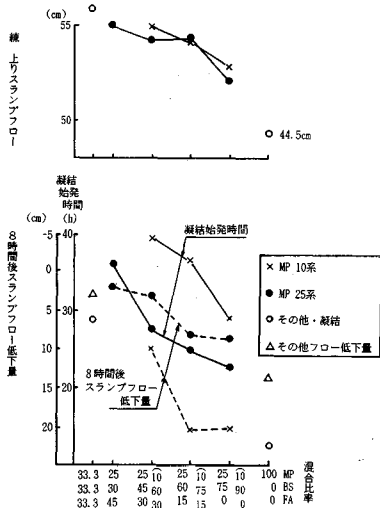 (cm)
55
50
練上りスランプフロー
44.5cm
凝結始発時間
(cm) (h)
-5 40
0
30
10
20
20
8時間後スランプフロー低下量
凝結始発時間
8時間後
スランプフロー
低下量
× MP 10系
● MP 25系
○ その他・凝結
△ その他フロー低下量
33.3 25 25 (10 25 (10 25 (10 100 MP
33.3 30 45 60 60 75 75 90 0 BS
33.3 45 30 30 15 15 0 0 0 FA
混合比率